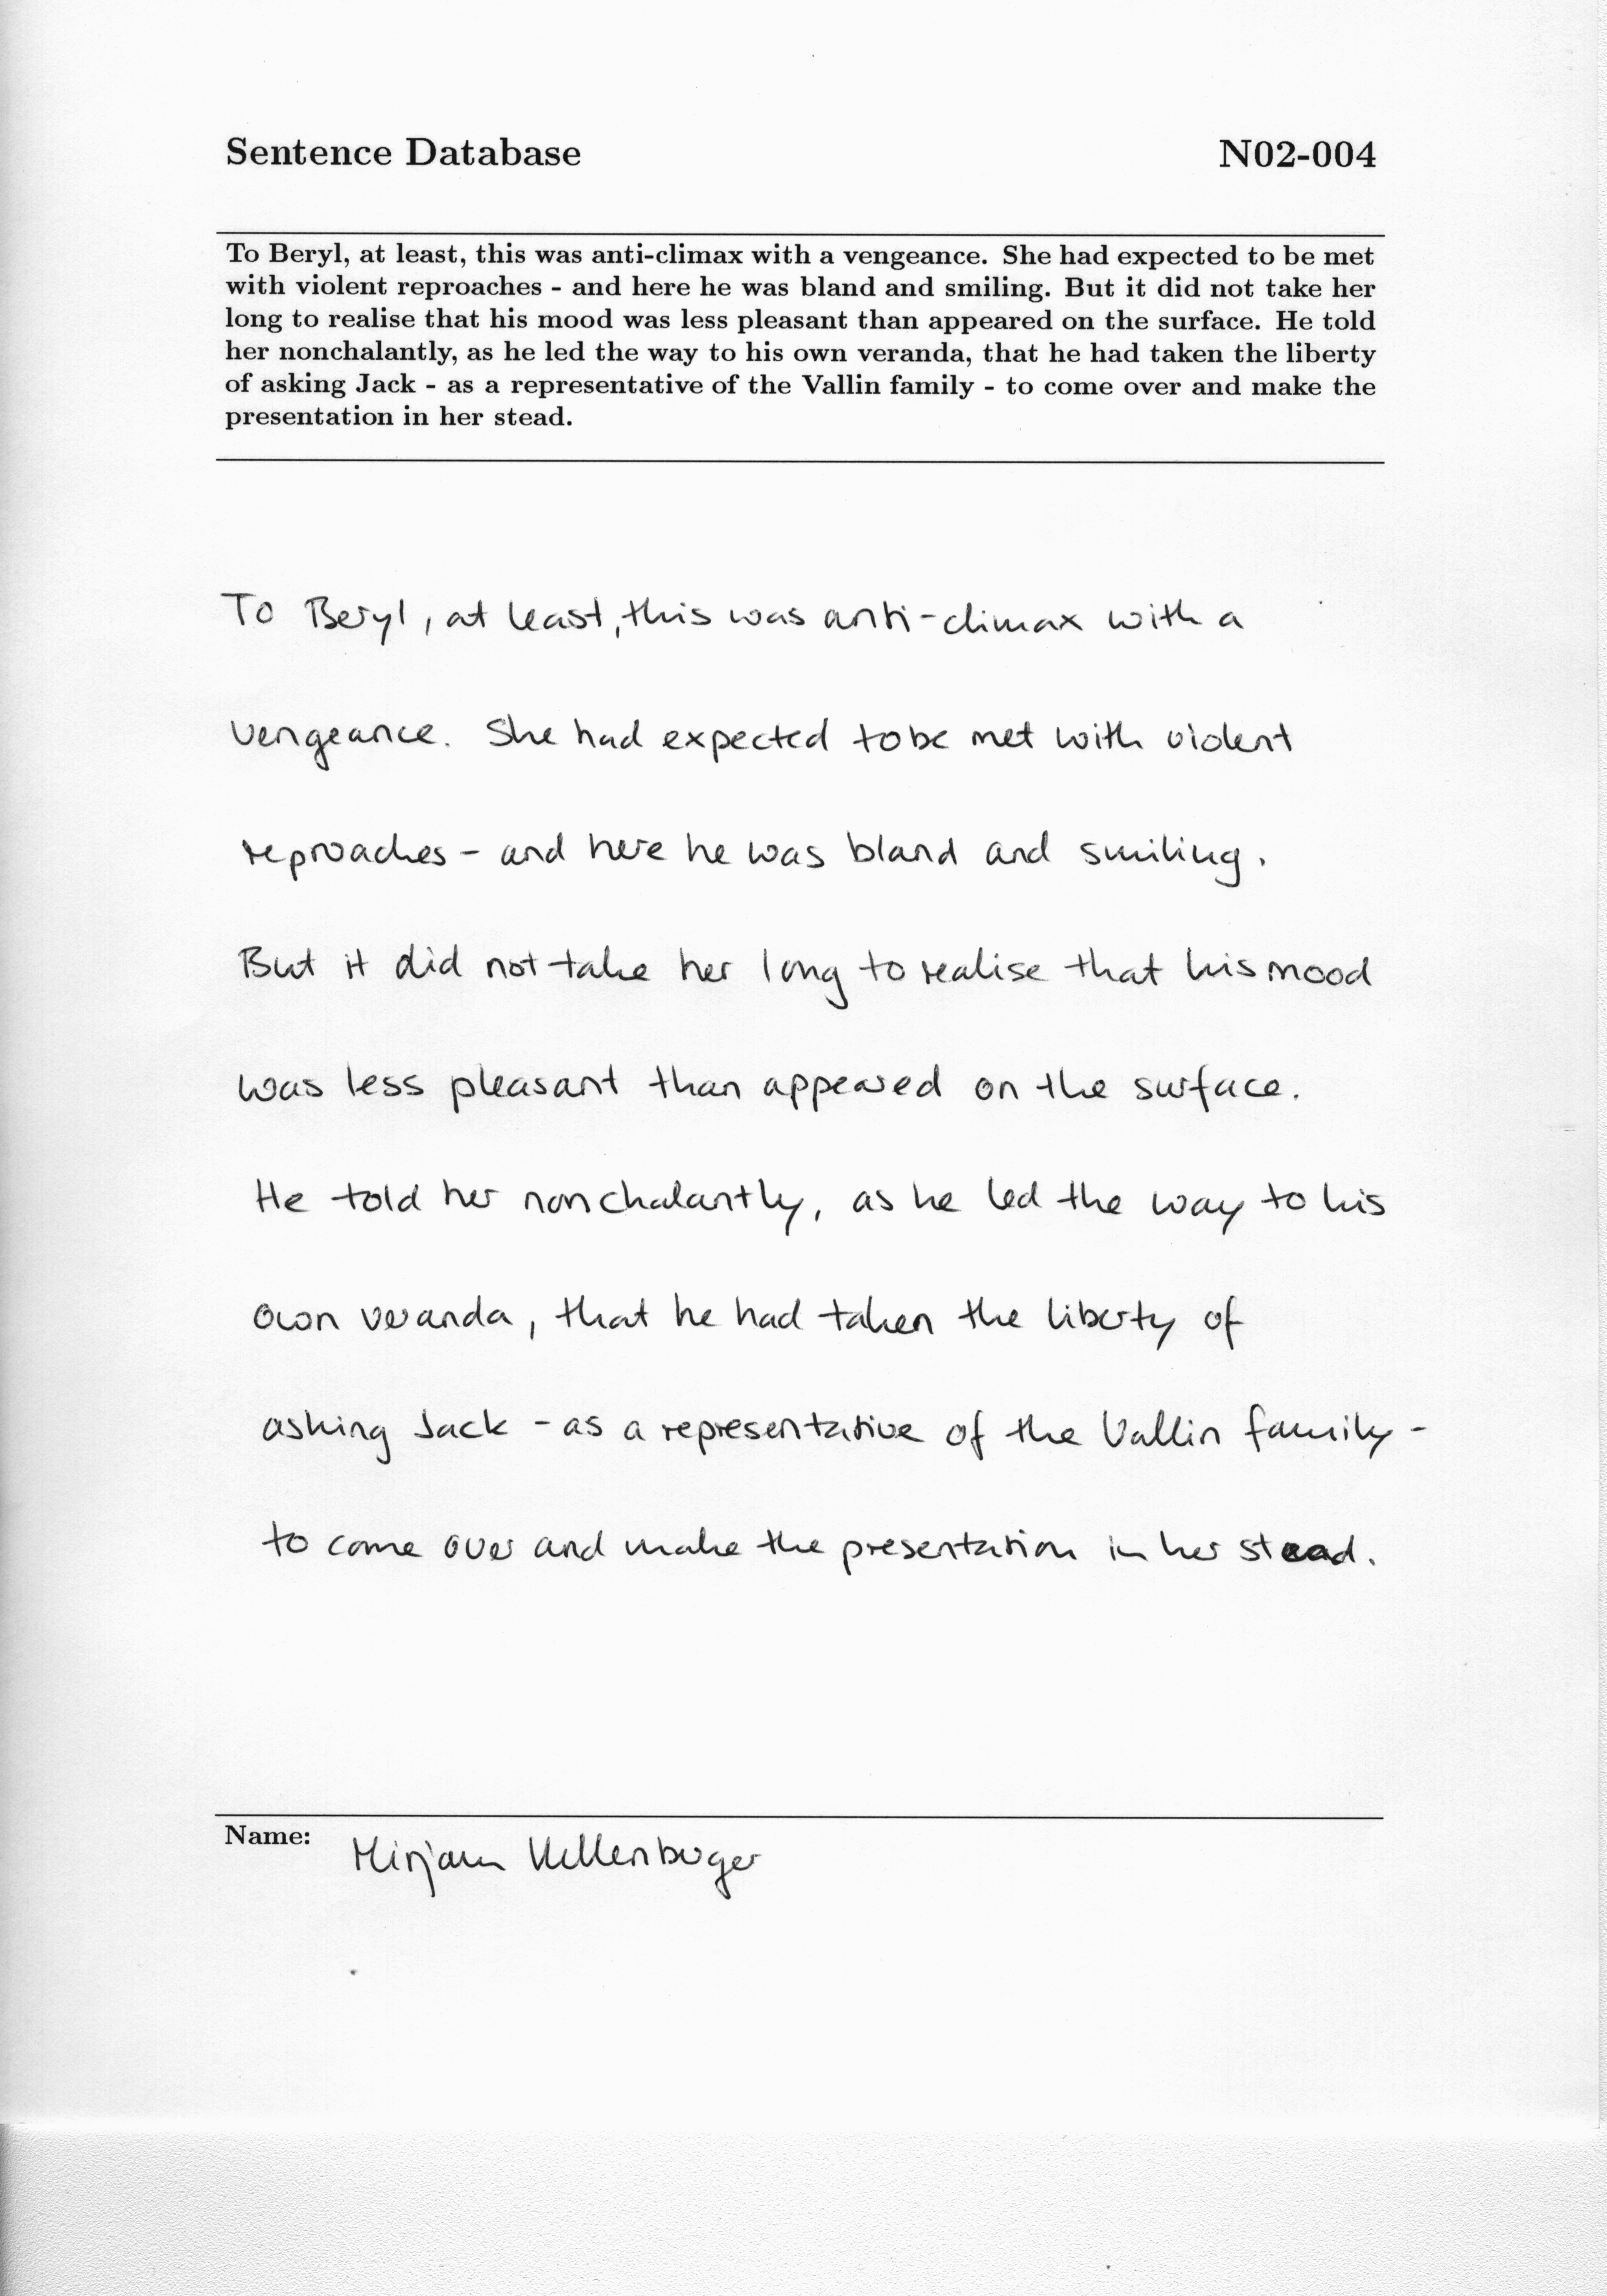 Sentence Database N02-004
To Beryl, at least, this was anti-climax with a vengeance. She had expected to be met
with violent reproaches - and here he was bland and smiling. But it did not take her
long to realise that his mood was less pleasant than appeared on the surface. He told
her nonchalantly, as he led the way to his own veranda, that he had taken the liberty
of asking Jack - as a representative of the Vallin family - to come over and make the
presentation in her stead.
To Beryl, at least, this was anti-climax with a
vengeance. She had expected to be met with violent
reproaches - and here he was bland and smiling.
But it did not take her long to realise that his mood
was less pleasant than appeared on the surface.
He told her nonchalantly, as he led the way to his
own veranda, that he had taken the liberty of
asking Jack - as a representative of the Vallin family -
to come over and make the presentation in her stead.
Name: Mirjam Kellenberger